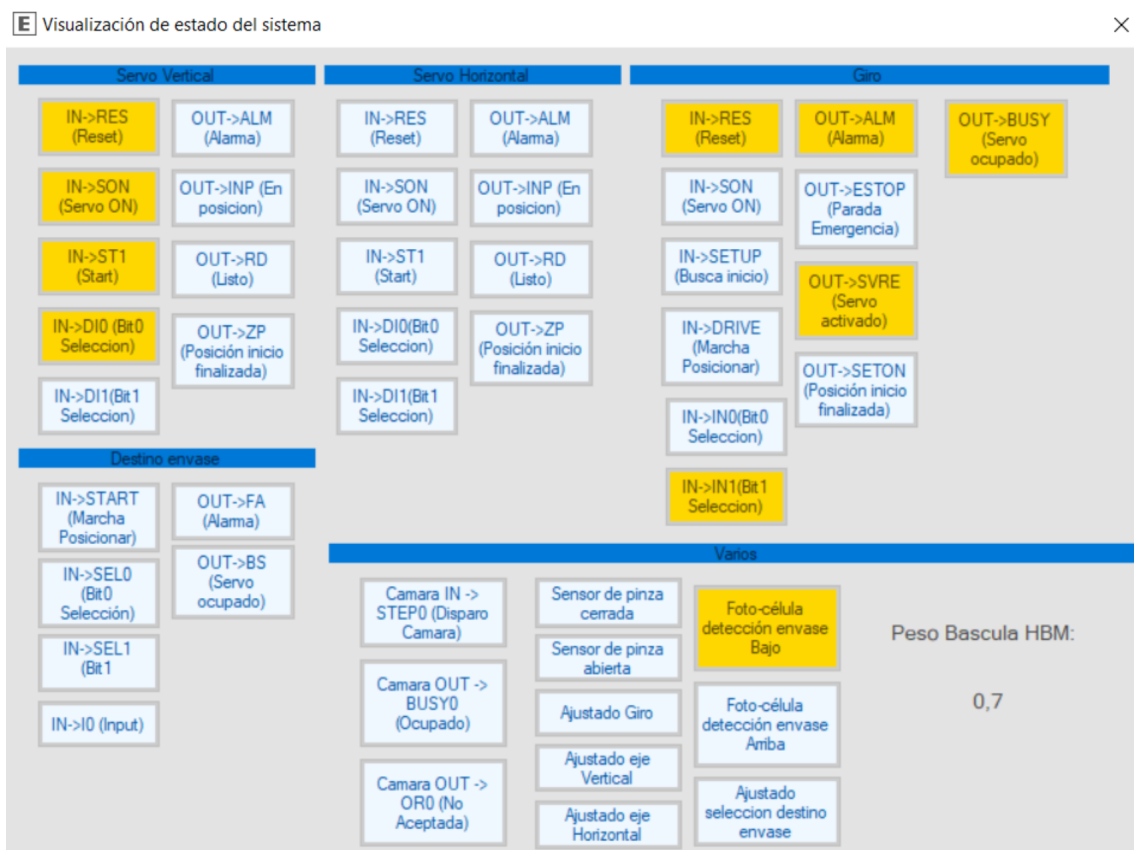 E Visualización de estado del sistema
Servo Vertical
IN->RES
(Reset)
OUT->ALM
(Alarma)
IN->SON
(Servo ON)
OUT->INP (En
posicion)
IN->ST1
(Start)
OUT->RD
(Listo)
IN->DI0 (Bit0
Seleccion)
OUT->ZP
(Posición inicio
finalizada)
IN->DI1(Bit1
Seleccion)
Servo Horizontal
IN->RES
(Reset)
OUT->ALM
(Alarma)
IN->SON
(Servo ON)
OUT->INP (En
posicion)
IN->ST1
(Start)
OUT->RD
(Listo)
IN->DI0(Bit0
Seleccion)
OUT->ZP
(Posición inicio
finalizada)
IN->DI1(Bit1
Seleccion)
Giro
IN->RES
(Reset)
OUT->ALM
(Alarma)
OUT->BUSY
(Servo
ocupado)
IN->SON
(Servo ON)
OUT->ESTOP
(Parada
Emergencia)
IN->SETUP
(Busca inicio)
OUT->SVRE
(Servo
activado)
IN->DRIVE
(Marcha
Posicionar)
OUT->SETON
(Posición inicio
finalizada)
IN->IN0(Bit0
Seleccion)
IN->IN1(Bit1
Seleccion)
Destino envase
IN->START
(Marcha
Posicionar)
OUT->FA
(Alarma)
IN->SEL0
(Bit0
Selección)
OUT->BS
(Servo
ocupado)
IN->SEL1
(Bit1
IN->I0 (Input)
Varios
Camara IN ->
STEP0 (Disparo
Camara)
Camara OUT ->
BUSY0
(Ocupado)
Camara OUT ->
OR0 (No
Aceptada)
Sensor de pinza
cerrada
Sensor de pinza
abierta
Ajustado Giro
Ajustado eje
Vertical
Ajustado eje
Horizontal
Foto-célula
detección envase
Bajo
Foto-célula
detección envase
Arriba
Ajustado
seleccion destino
envase
Peso Bascula HBM:
0,7